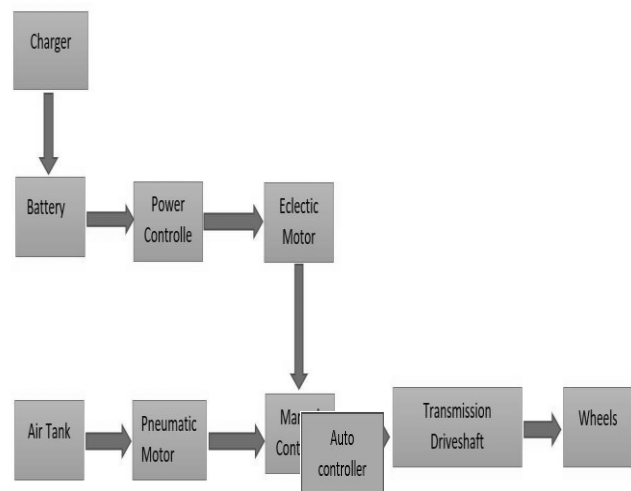 Charger
Battery
Power
Controlle
Eclectic
Motor
Air Tank
Pneumatic
Motor
Auto
controller
Transmission
Driveshaft
Wheels